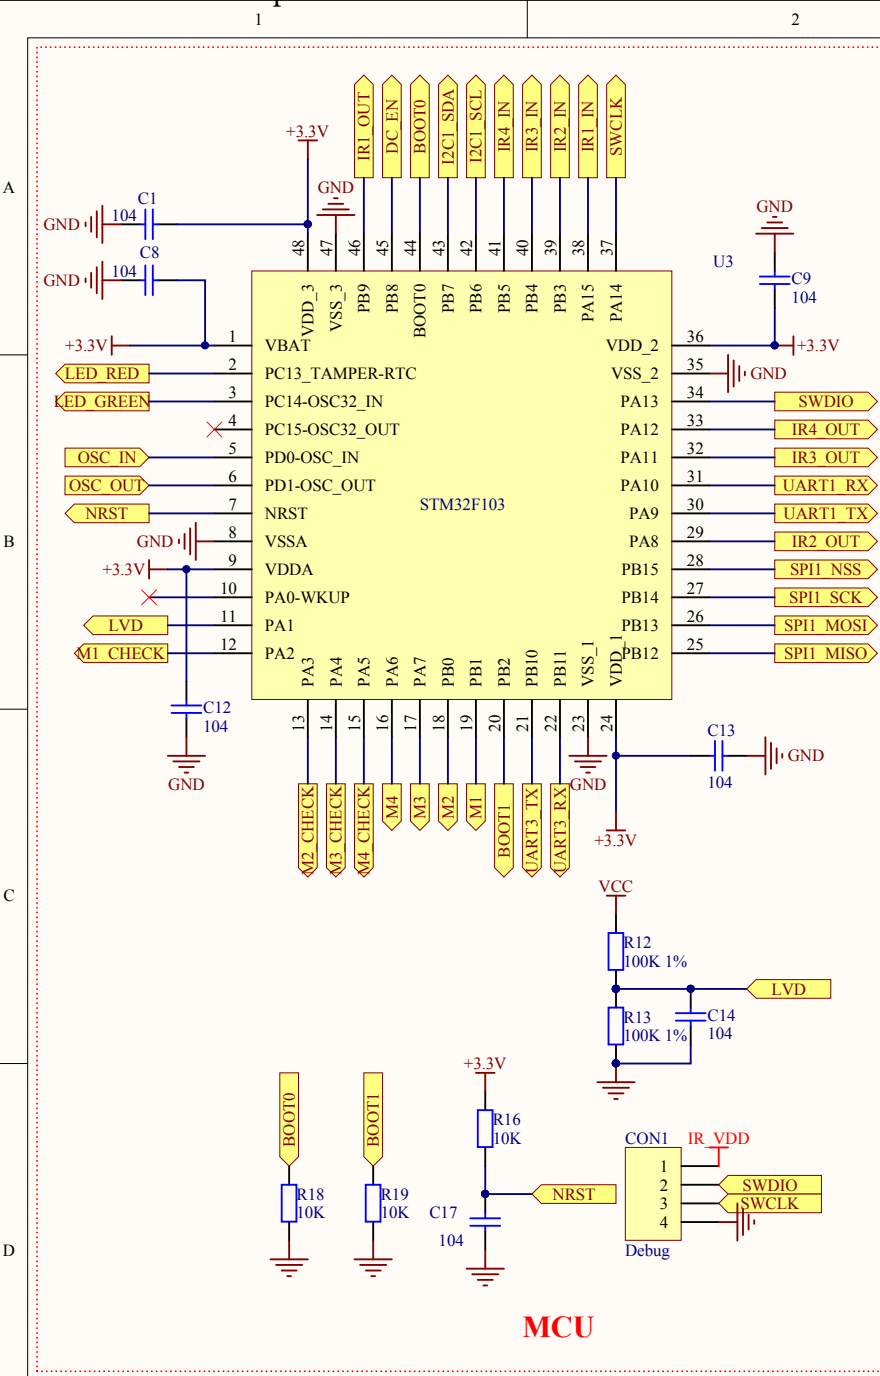 1 2
A
B
C
D
+3.3V
GND
IR1_OUT
DC_EN
BOOT0
I2C1_SDA
I2C1_SCL
IR4_IN
IR3_IN
IR2_IN
IR1_IN
SWCLK
GND 104 C1
GND 104 C8
48 47 46 45 44 43 42 41 40 39 38 37
VDD_3 VSS_3 PB9 PB8 BOOT0 PB7 PB6 PB5 PB4 PB3 PA15 PA14
U3
GND
C9
104
+3.3V 1 VBAT
LED_RED 2 PC13_TAMPER-RTC
LED_GREEN 3 PC14-OSC32_IN
4 PC15-OSC32_OUT
OSC_IN 5 PD0-OSC_IN
OSC_OUT 6 PD1-OSC_OUT
NRST 7 NRST
GND 8 VSSA
+3.3V 9 VDDA
10 PA0-WKUP
LVD 11 PA1
M1_CHECK 12 PA2
STM32F103
VDD_2 36 +3.3V
VSS_2 35 GND
PA13 34 SWDIO
PA12 33 IR4_OUT
PA11 32 IR3_OUT
PA10 31 UART1_RX
PA9 30 UART1_TX
PA8 29 IR2_OUT
PB15 28 SPI1_NSS
PB14 27 SPI1_SCK
PB13 26 SPI1_MOSI
PB12 25 SPI1_MISO
PA3 PA4 PA5 PA6 PA7 PB0 PB1 PB2 PB10 PB11 VSS_1 VDD_1
13 14 15 16 17 18 19 20 21 22 23 24
C12
104
GND
M2_CHECK
M3_CHECK
M4_CHECK
M4
M3
M2
M1
BOOT1
UART3_TX
UART3_RX
GND
C13
104
GND
+3.3V
VCC
R12
100K 1%
LVD
R13
100K 1%
C14
104
BOOT0
R18
10K
BOOT1
R19
10K
+3.3V
R16
10K
NRST
C17
104
CON1 IR_VDD
1
2 SWDIO
3 SWCLK
4
Debug
MCU